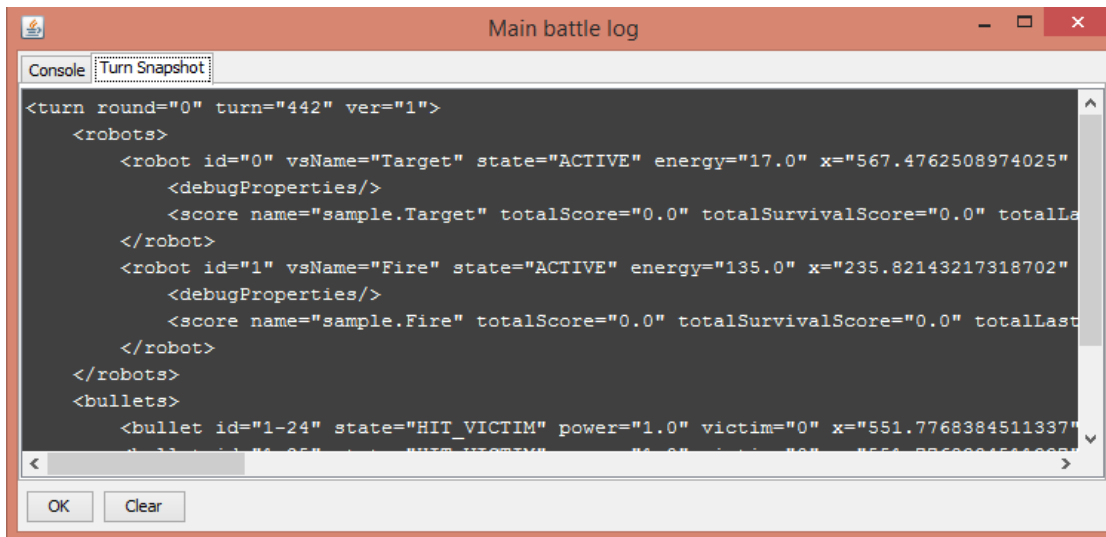 Main battle log
Console Turn Snapshot
<turn round="0" turn="442" ver="1">
<robots>
<robot id="0" vsName="Target" state="ACTIVE" energy="17.0" x="567.4762508974025"
<debugProperties/>
<score name="sample.Target" totalScore="0.0" totalSurvivalScore="0.0" totalLa
</robot>
<robot id="1" vsName="Fire" state="ACTIVE" energy="135.0" x="235.82143217318702"
<debugProperties/>
<score name="sample.Fire" totalScore="0.0" totalSurvivalScore="0.0" totalLast
</robot>
</robots>
<bullets>
<bullet id="1-24" state="HIT_VICTIM" power="1.0" victim="0" x="551.7768384511337"
OK Clear